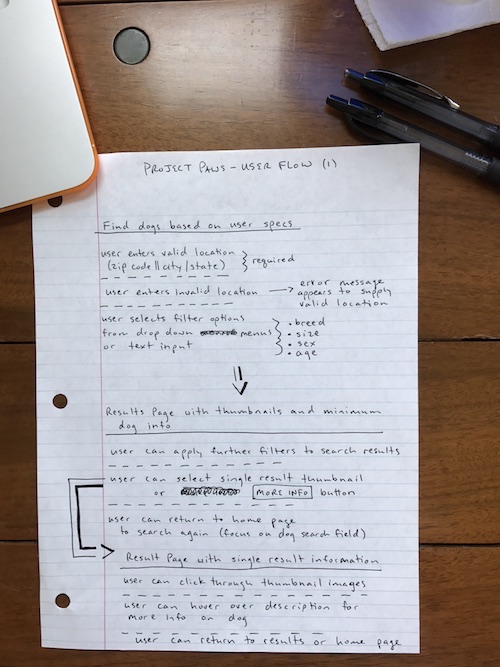 PROJECT PAWS - USER FLOW (1)
Find dogs based on user specs
user enters valid location
(zip code || city/state)
required
user enters invalid location → error message
appears to supply
valid location
user selects filter options
from drop down menus
or text input
• breed
• size
• sex
• age
Results Page with thumbnails and minimum
dog info
user can apply further filters to search results
user can select single result thumbnail
or MORE INFO button
user can return to home page
to search again (focus on dog search field)
Result Page with single result information
user can click through thumbnail images
user can hover over description for
more info on dog
user can return to results or home page